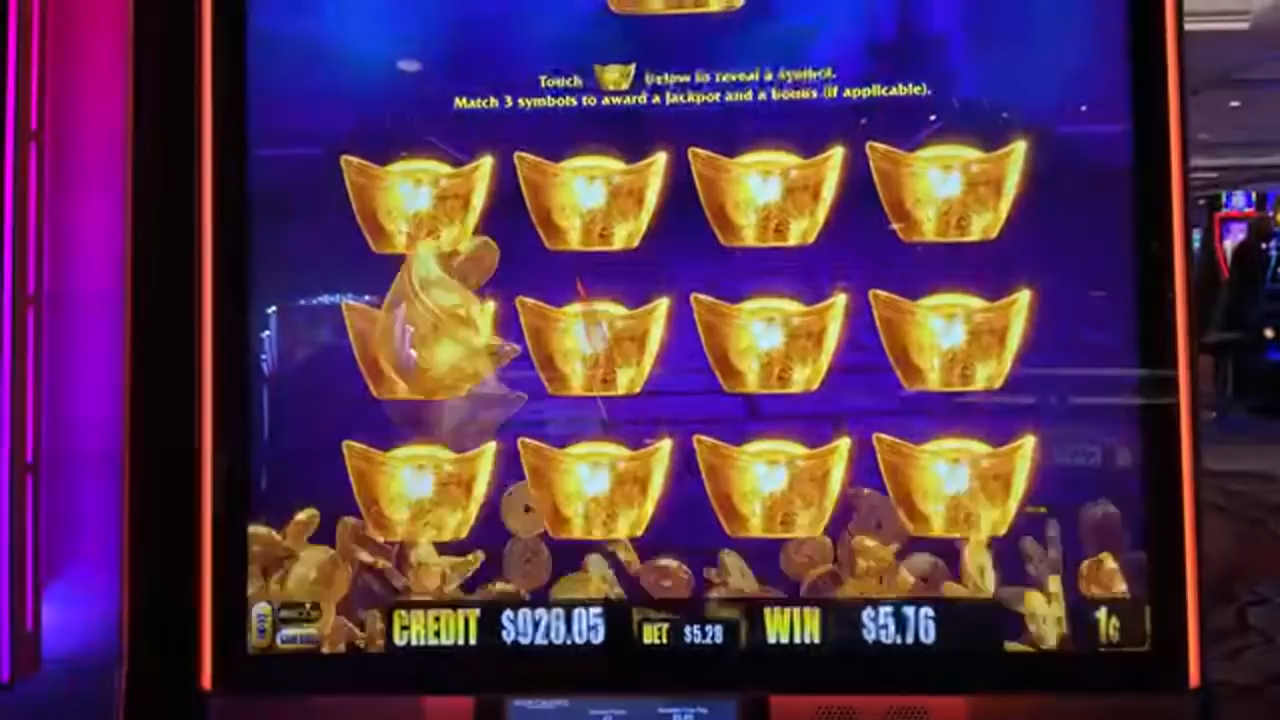 Touch below to reveal a symbol.
Match 3 symbols to award a Jackpot and a bonus (if applicable).
CREDIT $928.05 BET $5.28 WIN $5.76 1¢